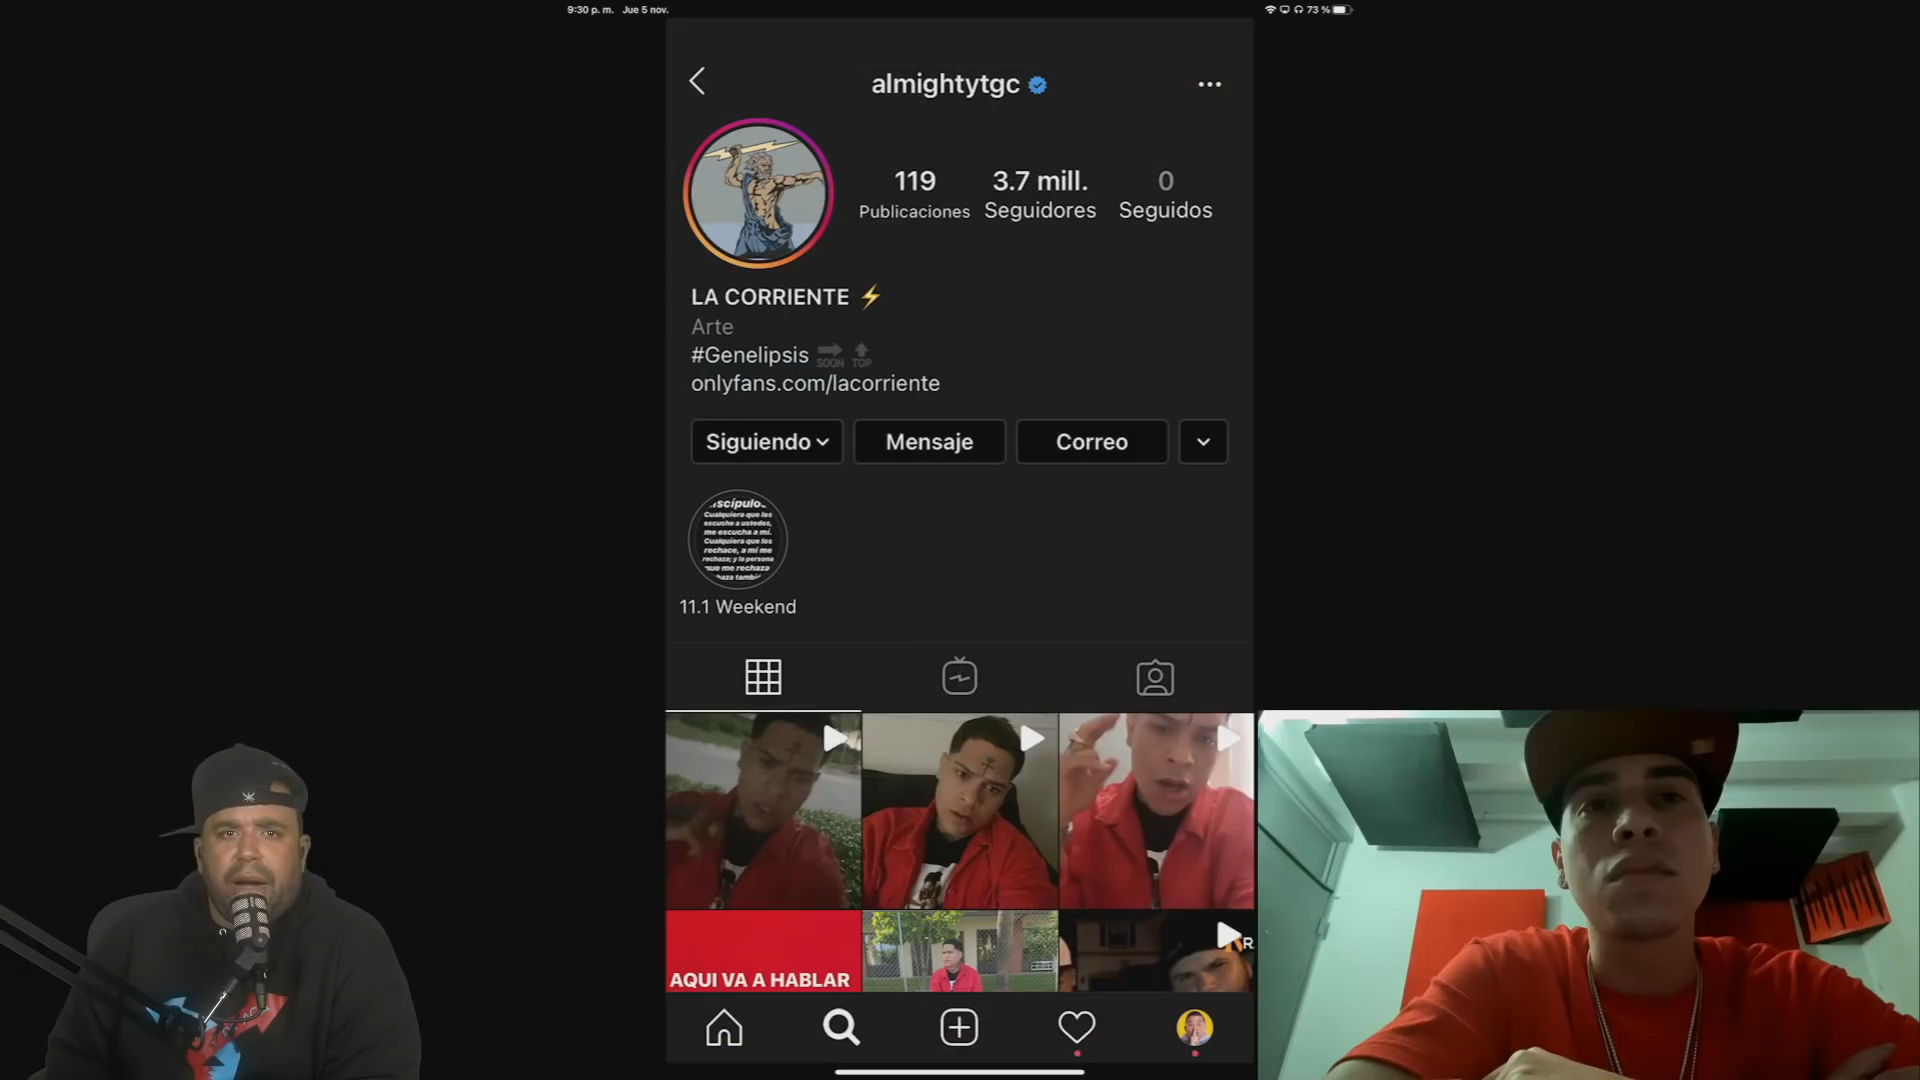 9:30 p. m. Jue 5 nov.
73 %
almightytgc
119
3.7 mill.
0
Publicaciones
Seguidores
Seguidos
LA CORRIENTE ⚡
Arte
#Genelipsis SOON TOP
onlyfans.com/lacorriente
Siguiendo
Mensaje
Correo
Cualquiera que los
escuche a ustedes,
me escucha a mí.
Cualquiera que los
rechace, a mí me
rechaza; y la persona
que me rechaza
11.1 Weekend
AQUI VA A HABLAR